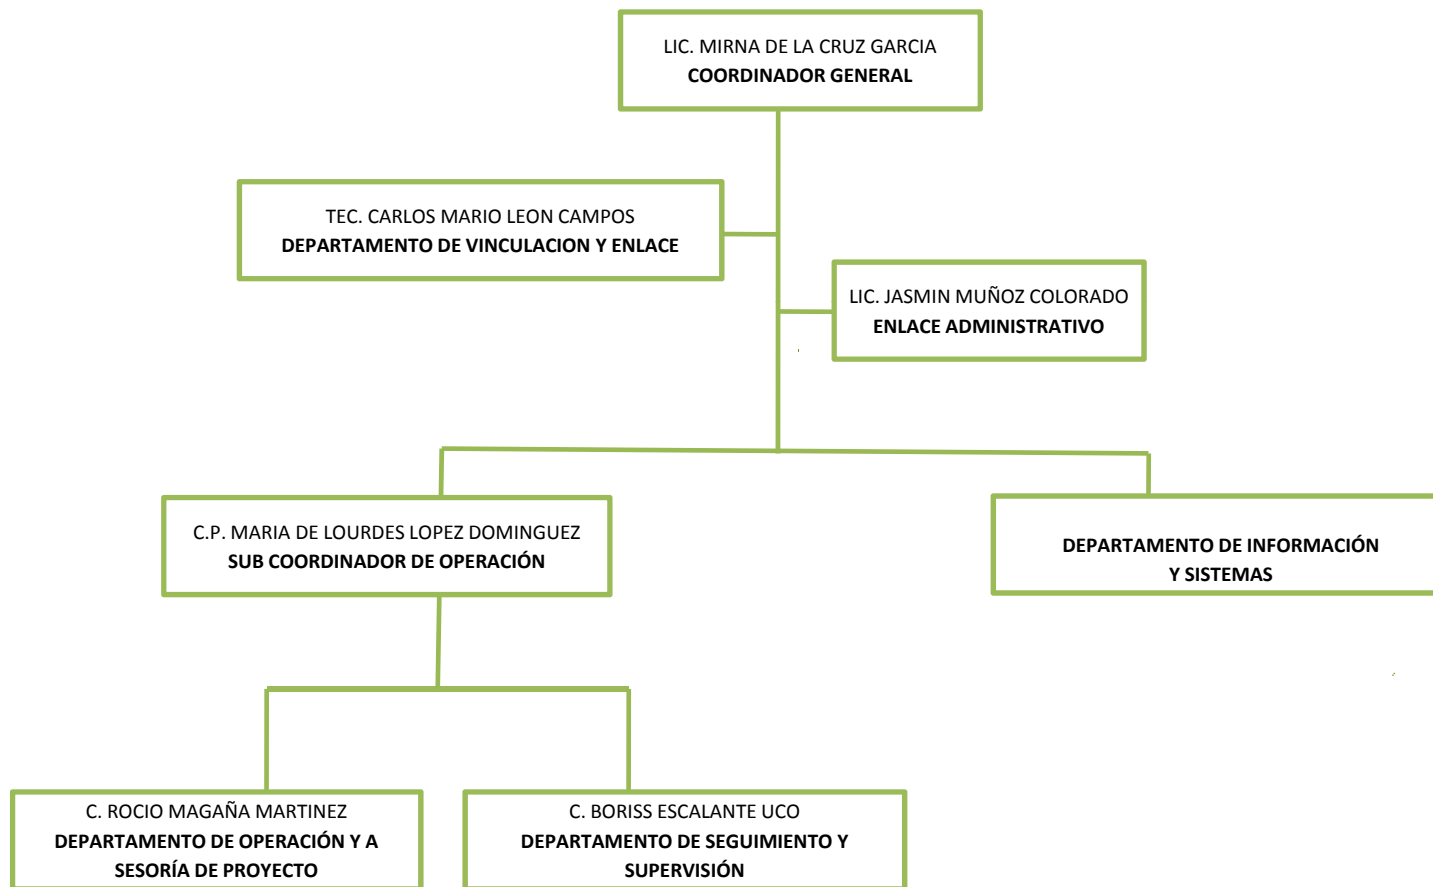 LIC. MIRNA DE LA CRUZ GARCIA
COORDINADOR GENERAL
TEC. CARLOS MARIO LEON CAMPOS
DEPARTAMENTO DE VINCULACION Y ENLACE
LIC. JASMIN MUÑOZ COLORADO
ENLACE ADMINISTRATIVO
C.P. MARIA DE LOURDES LOPEZ DOMINGUEZ
SUB COORDINADOR DE OPERACIÓN
DEPARTAMENTO DE INFORMACIÓN
Y SISTEMAS
C. ROCIO MAGAÑA MARTINEZ
DEPARTAMENTO DE OPERACIÓN Y A
SESORÍA DE PROYECTO
C. BORISS ESCALANTE UCO
DEPARTAMENTO DE SEGUIMIENTO Y
SUPERVISIÓN